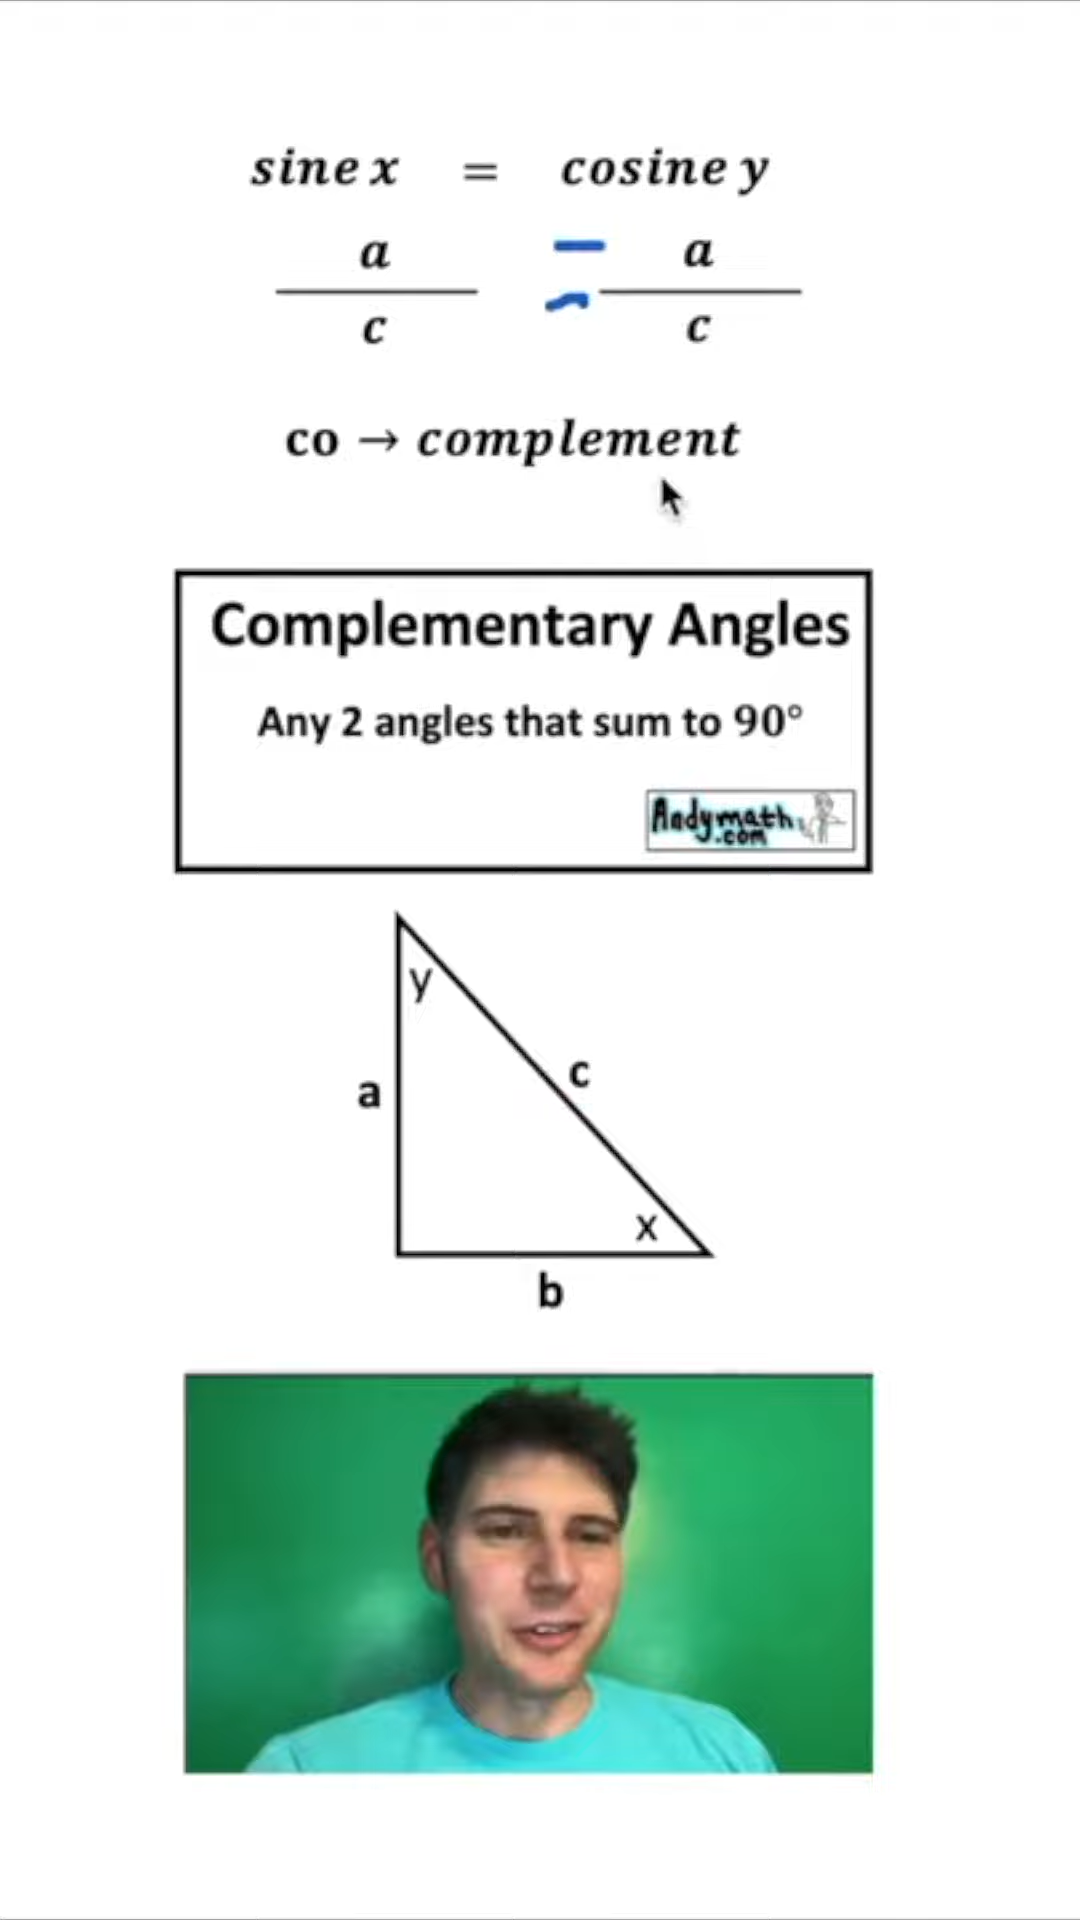 sine x = cosine y
a a
c c
co → complement
Complementary Angles
Any 2 angles that sum to 90°
Andymath
.com
y
c
a
x
b